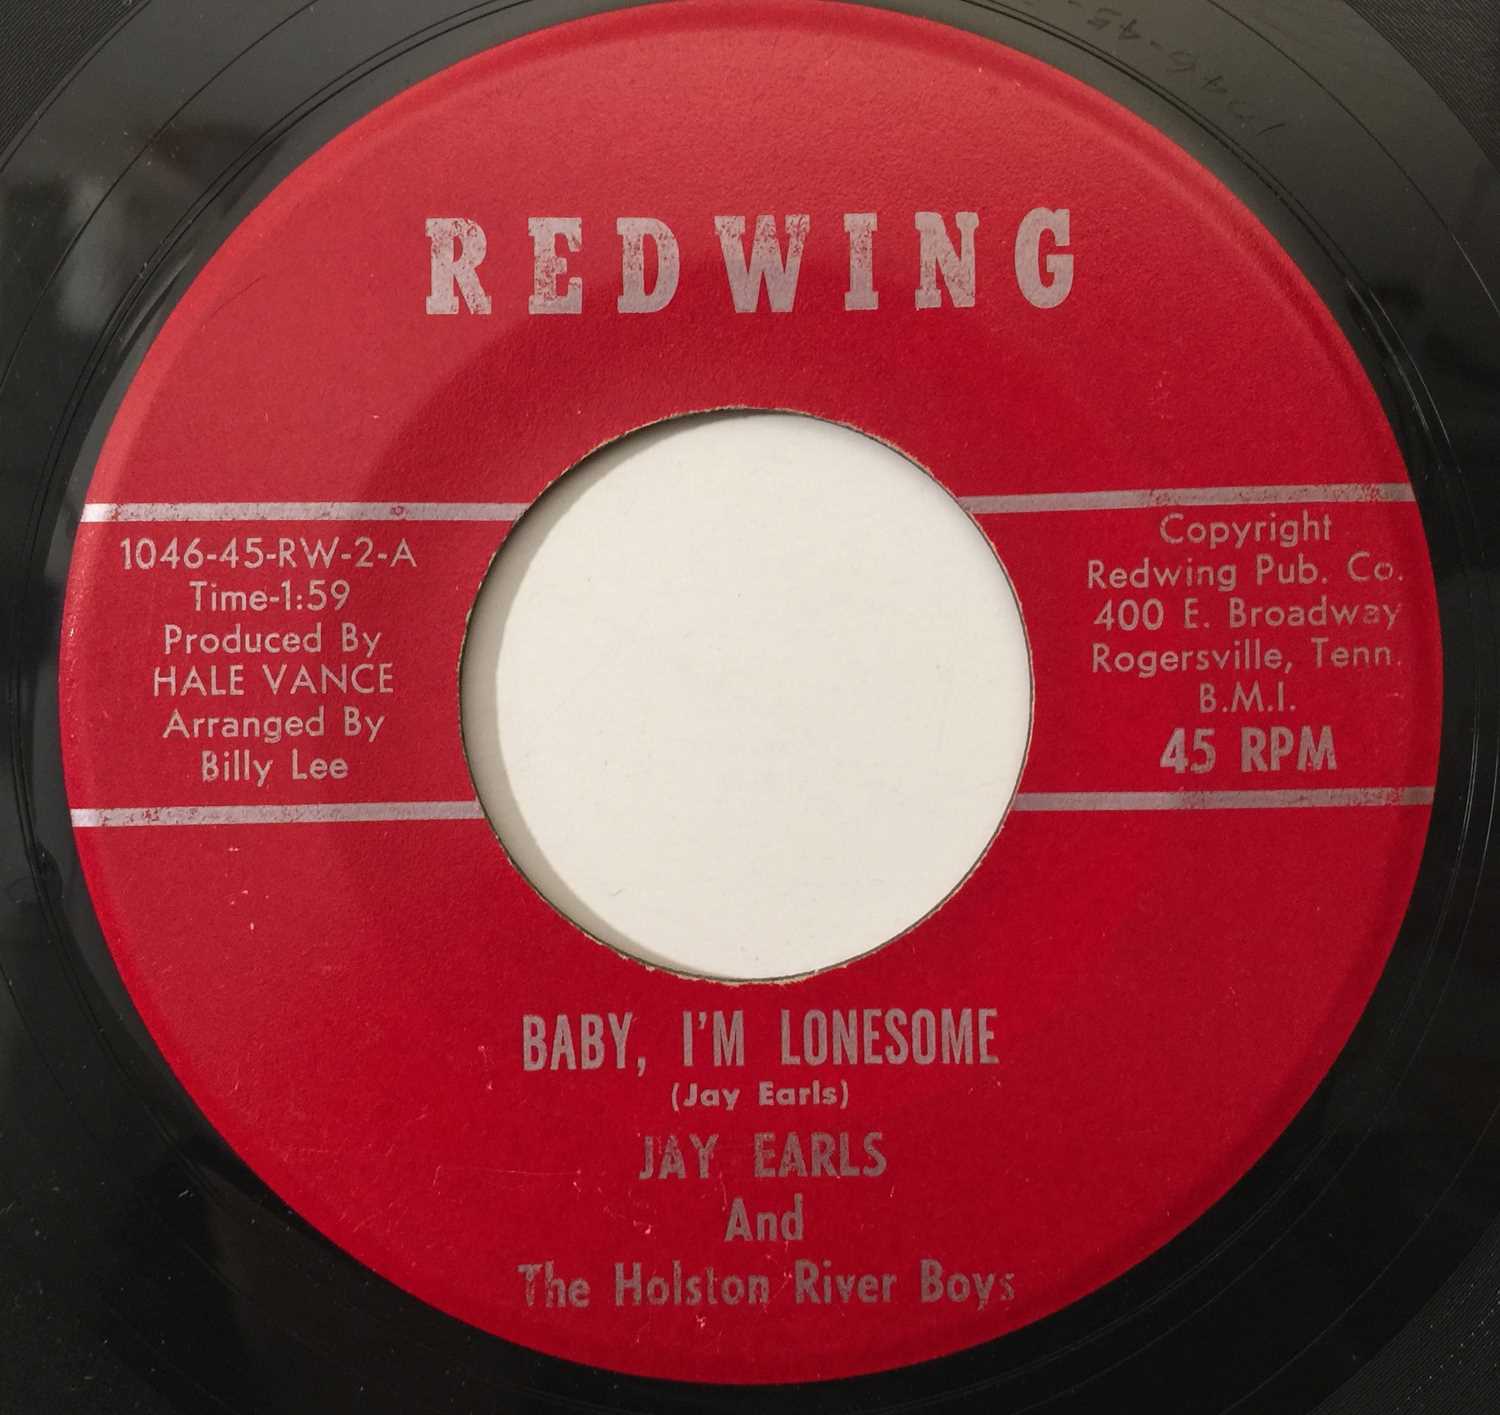 REDWING
1046-45-RW-2-A
Time-1:59
Produced By
HALE VANCE
Arranged By
Billy Lee
Copyright
Redwing Pub. Co.
400 E. Broadway
Rogersville, Tenn.
B.M.I.
45 RPM
BABY, I'M LONESOME
(Jay Earls)
JAY EARLS
And
The Holston River Boys